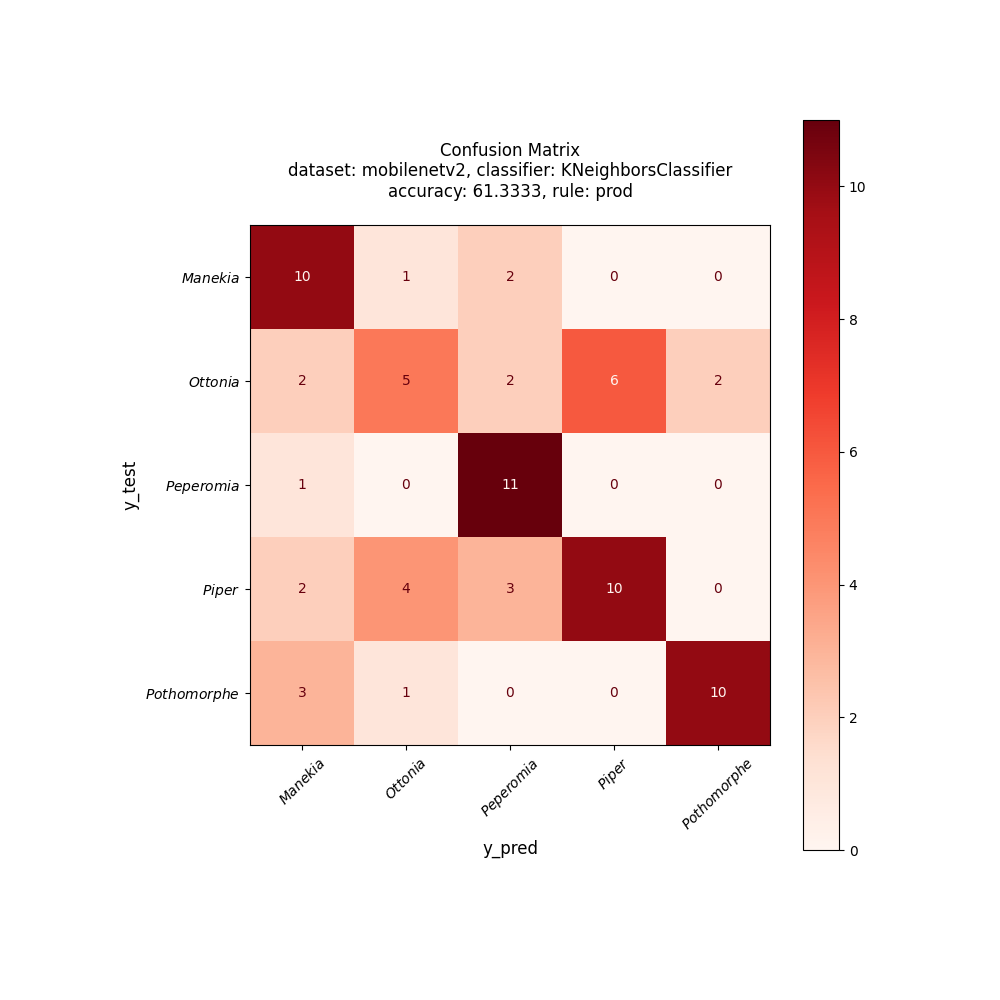 Confusion Matrix
dataset: mobilenetv2, classifier: KNeighborsClassifier
accuracy: 61.3333, rule: prod
Manekia 10 1 2 0 0
Ottonia 2 5 2 6 2
Peperomia 1 0 11 0 0
Piper 2 4 3 10 0
Pothomorphe 3 1 0 0 10
y_test
Manekia Ottonia Peperomia Piper Pothomorphe
y_pred
10
8
6
4
2
0